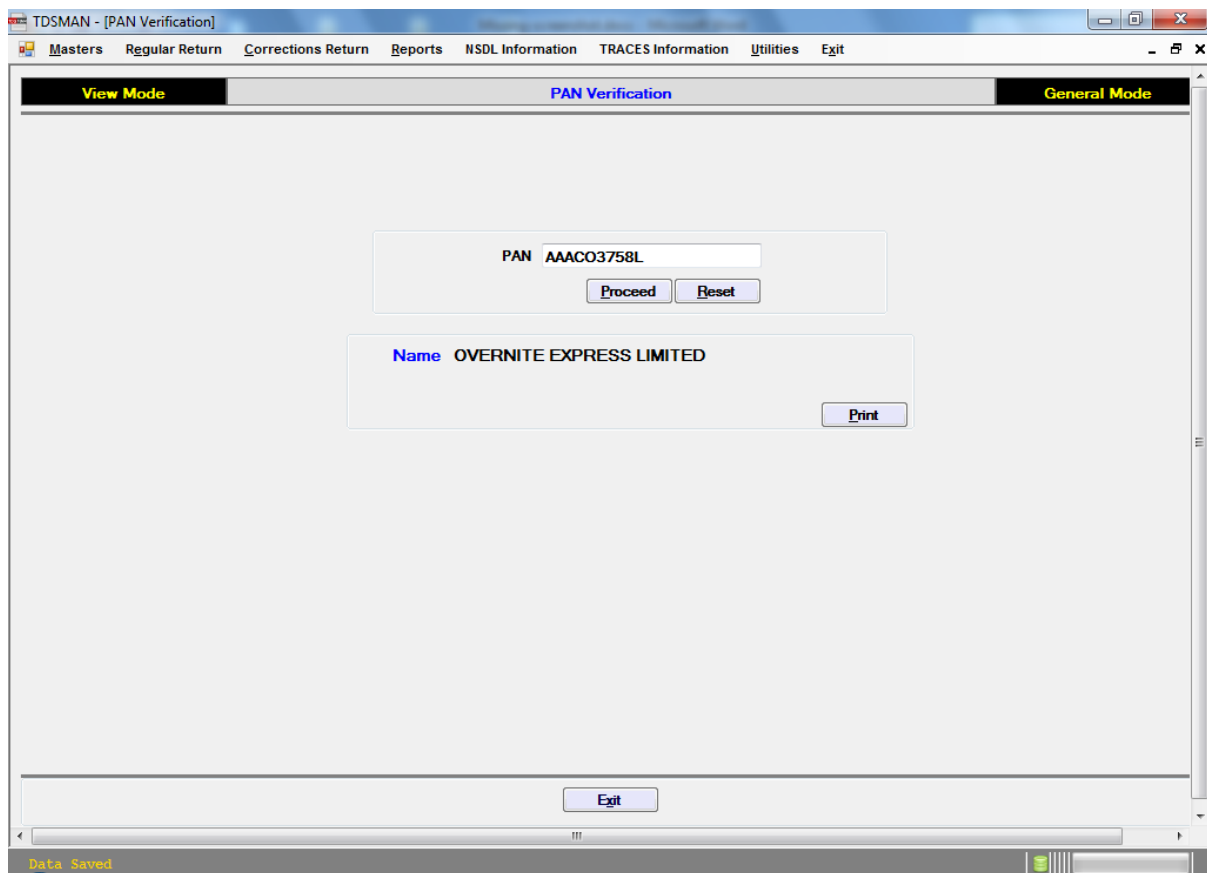 TDSMAN - [PAN Verification]
Masters Regular Return Corrections Return Reports NSDL Information TRACES Information Utilities Exit
View Mode PAN Verification General Mode
PAN AAACO3758L
Proceed Reset
Name OVERNITE EXPRESS LIMITED
Print
Exit
Data Saved